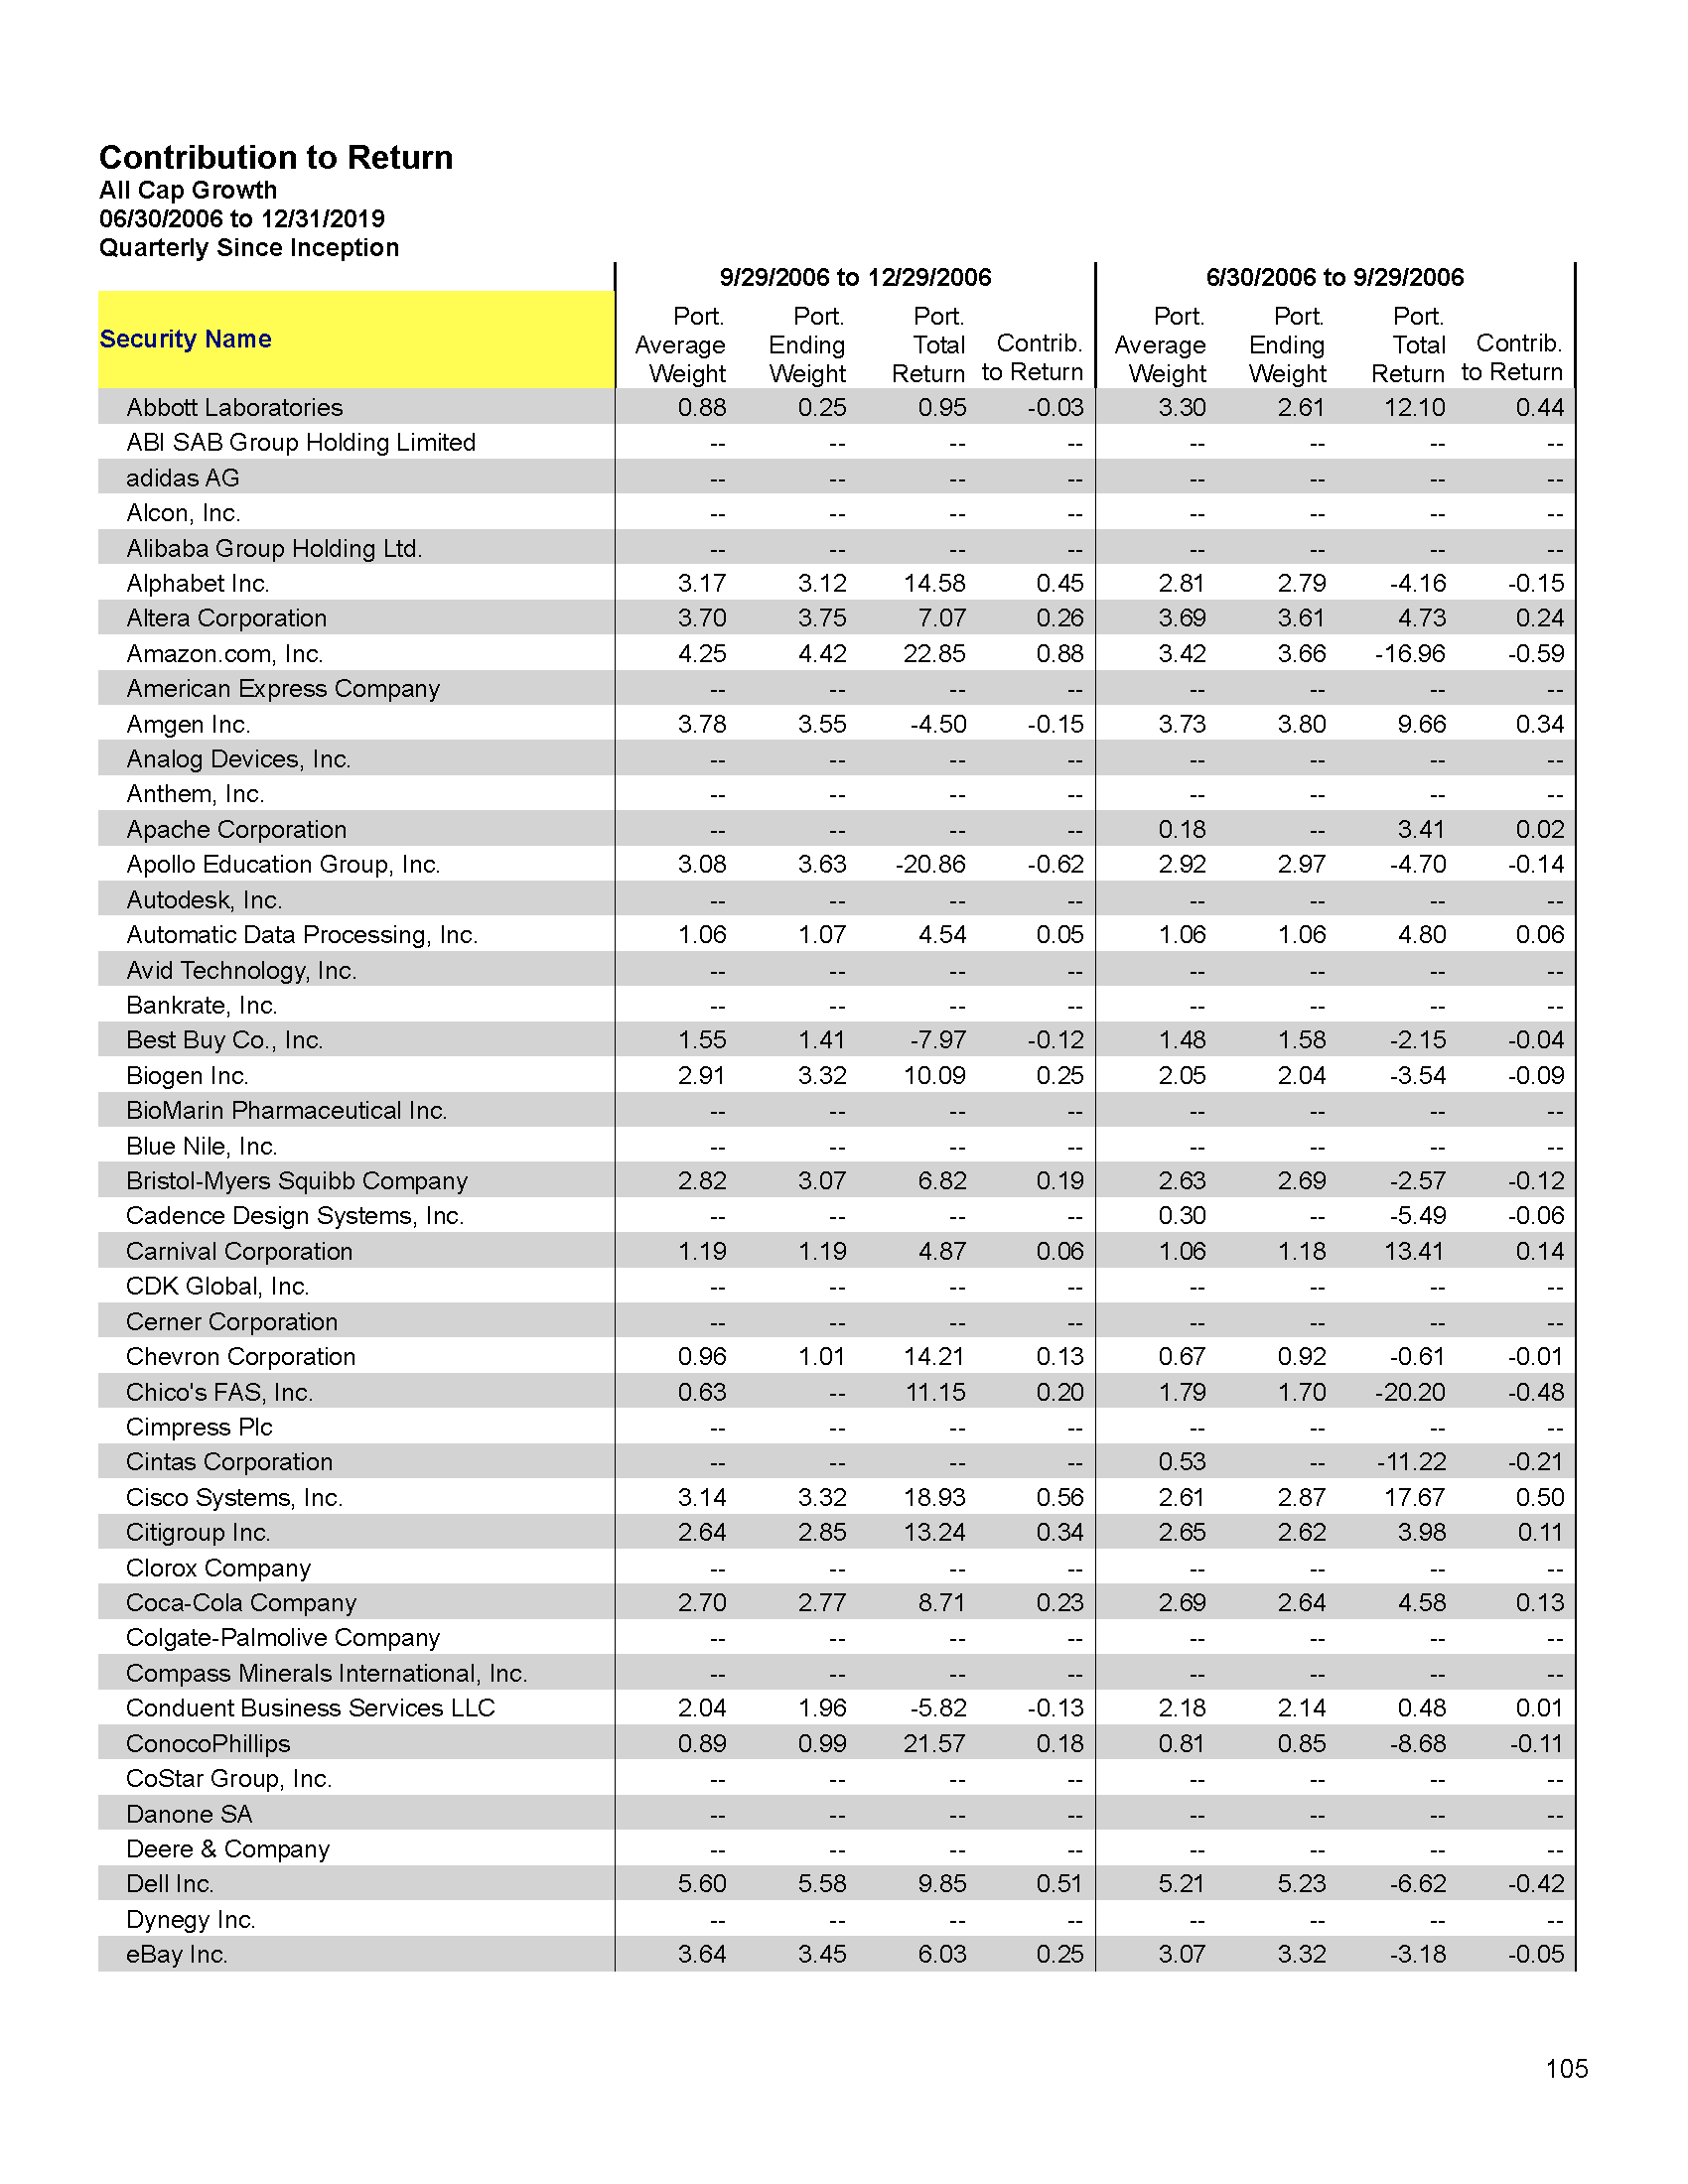 Contribution to Return
All Cap Growth
06/30/2006 to 12/31/2019
Quarterly Since Inception
9/29/2006 to 12/29/2006 6/30/2006 to 9/29/2006
Security Name
Port. Port. Port. Port. Port. Port.
Average Ending Total Contrib. Average Ending Total Contrib.
Weight Weight Return to Return Weight Weight Return to Return
Abbott Laboratories 0.88 0.25 0.95 -0.03 3.30 2.61 12.10 0.44
ABI SAB Group Holding Limited -- -- -- -- -- -- -- --
adidas AG -- -- -- -- -- -- -- --
Alcon, Inc. -- -- -- -- -- -- -- --
Alibaba Group Holding Ltd. -- -- -- -- -- -- -- --
Alphabet Inc. 3.17 3.12 14.58 0.45 2.81 2.79 -4.16 -0.15
Altera Corporation 3.70 3.75 7.07 0.26 3.69 3.61 4.73 0.24
Amazon.com, Inc. 4.25 4.42 22.85 0.88 3.42 3.66 -16.96 -0.59
American Express Company -- -- -- -- -- -- -- --
Amgen Inc. 3.78 3.55 -4.50 -0.15 3.73 3.80 9.66 0.34
Analog Devices, Inc. -- -- -- -- -- -- -- --
Anthem, Inc. -- -- -- -- -- -- -- --
Apache Corporation -- -- -- -- 0.18 -- 3.41 0.02
Apollo Education Group, Inc. 3.08 3.63 -20.86 -0.62 2.92 2.97 -4.70 -0.14
Autodesk, Inc. -- -- -- -- -- -- -- --
Automatic Data Processing, Inc. 1.06 1.07 4.54 0.05 1.06 1.06 4.80 0.06
Avid Technology, Inc. -- -- -- -- -- -- -- --
Bankrate, Inc. -- -- -- -- -- -- -- --
Best Buy Co., Inc. 1.55 1.41 -7.97 -0.12 1.48 1.58 -2.15 -0.04
Biogen Inc. 2.91 3.32 10.09 0.25 2.05 2.04 -3.54 -0.09
BioMarin Pharmaceutical Inc. -- -- -- -- -- -- -- --
Blue Nile, Inc. -- -- -- -- -- -- -- --
Bristol-Myers Squibb Company 2.82 3.07 6.82 0.19 2.63 2.69 -2.57 -0.12
Cadence Design Systems, Inc. -- -- -- -- 0.30 -- -5.49 -0.06
Carnival Corporation 1.19 1.19 4.87 0.06 1.06 1.18 13.41 0.14
CDK Global, Inc. -- -- -- -- -- -- -- --
Cerner Corporation -- -- -- -- -- -- -- --
Chevron Corporation 0.96 1.01 14.21 0.13 0.67 0.92 -0.61 -0.01
Chico's FAS, Inc. 0.63 -- 11.15 0.20 1.79 1.70 -20.20 -0.48
Cimpress Plc -- -- -- -- -- -- -- --
Cintas Corporation -- -- -- -- 0.53 -- -11.22 -0.21
Cisco Systems, Inc. 3.14 3.32 18.93 0.56 2.61 2.87 17.67 0.50
Citigroup Inc. 2.64 2.85 13.24 0.34 2.65 2.62 3.98 0.11
Clorox Company -- -- -- -- -- -- -- --
Coca-Cola Company 2.70 2.77 8.71 0.23 2.69 2.64 4.58 0.13
Colgate-Palmolive Company -- -- -- -- -- -- -- --
Compass Minerals International, Inc. -- -- -- -- -- -- -- --
Conduent Business Services LLC 2.04 1.96 -5.82 -0.13 2.18 2.14 0.48 0.01
ConocoPhillips 0.89 0.99 21.57 0.18 0.81 0.85 -8.68 -0.11
CoStar Group, Inc. -- -- -- -- -- -- -- --
Danone SA -- -- -- -- -- -- -- --
Deere & Company -- -- -- -- -- -- -- --
Dell Inc. 5.60 5.58 9.85 0.51 5.21 5.23 -6.62 -0.42
Dynegy Inc. -- -- -- -- -- -- -- --
eBay Inc. 3.64 3.45 6.03 0.25 3.07 3.32 -3.18 -0.05
105